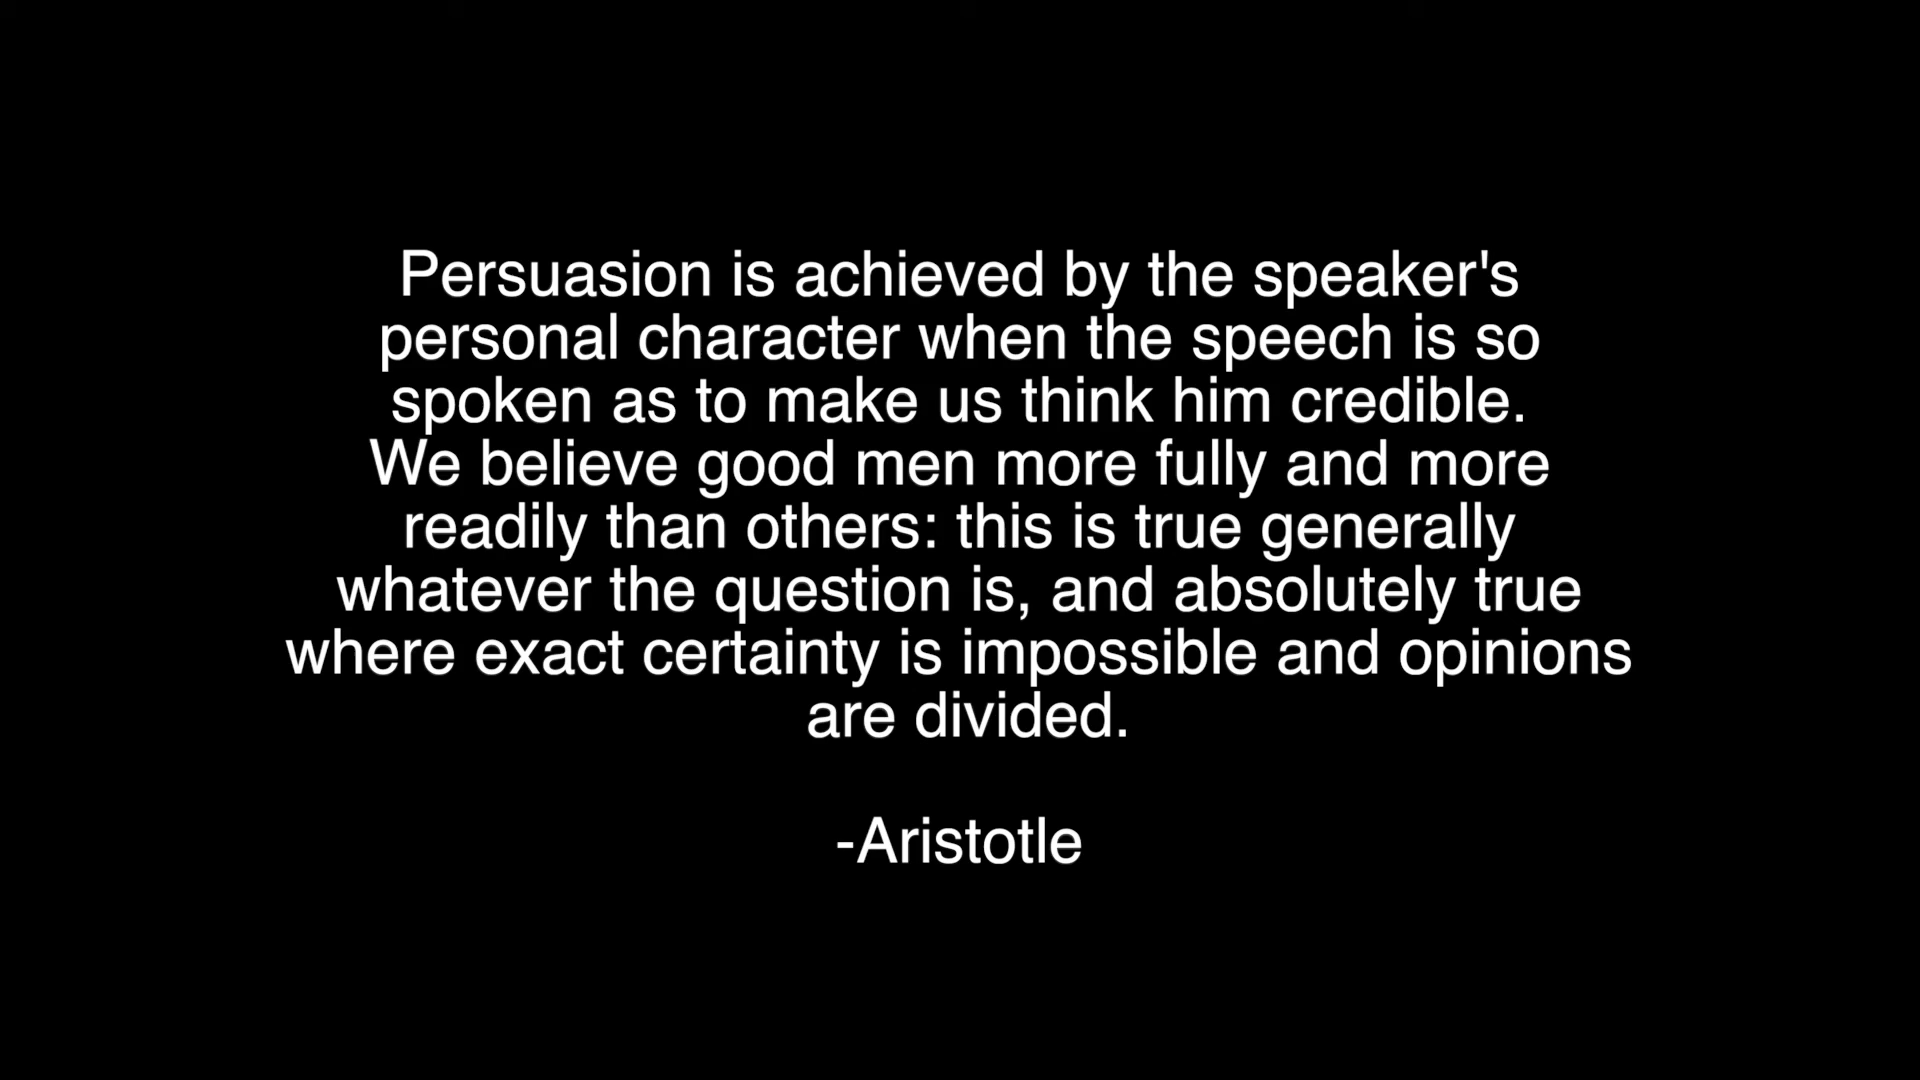 Persuasion is achieved by the speaker's
personal character when the speech is so
spoken as to make us think him credible.
We believe good men more fully and more
readily than others: this is true generally
whatever the question is, and absolutely true
where exact certainty is impossible and opinions
are divided.
-Aristotle